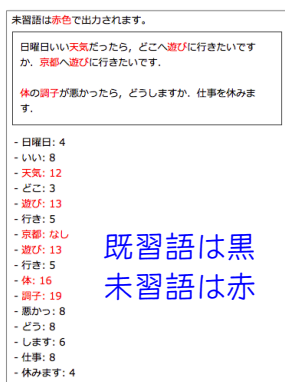 未習語は赤色で出力されます。
日曜日いい天気だったら，どこへ遊びに行きたいです
か．京都へ遊びに行きたいです．
体の調子が悪かったら，どうしますか．仕事を休みま
す．
- 日曜日: 4
- いい: 8
- 天気: 12
- どこ: 3
- 遊び: 13
- 行き: 5
- 京都: なし
- 遊び: 13
- 行き: 5
- 体: 16
- 調子: 19
- 悪かっ: 8
- どう: 8
- します: 6
- 仕事: 8
- 休みます: 4
既習語は黒
未習語は赤